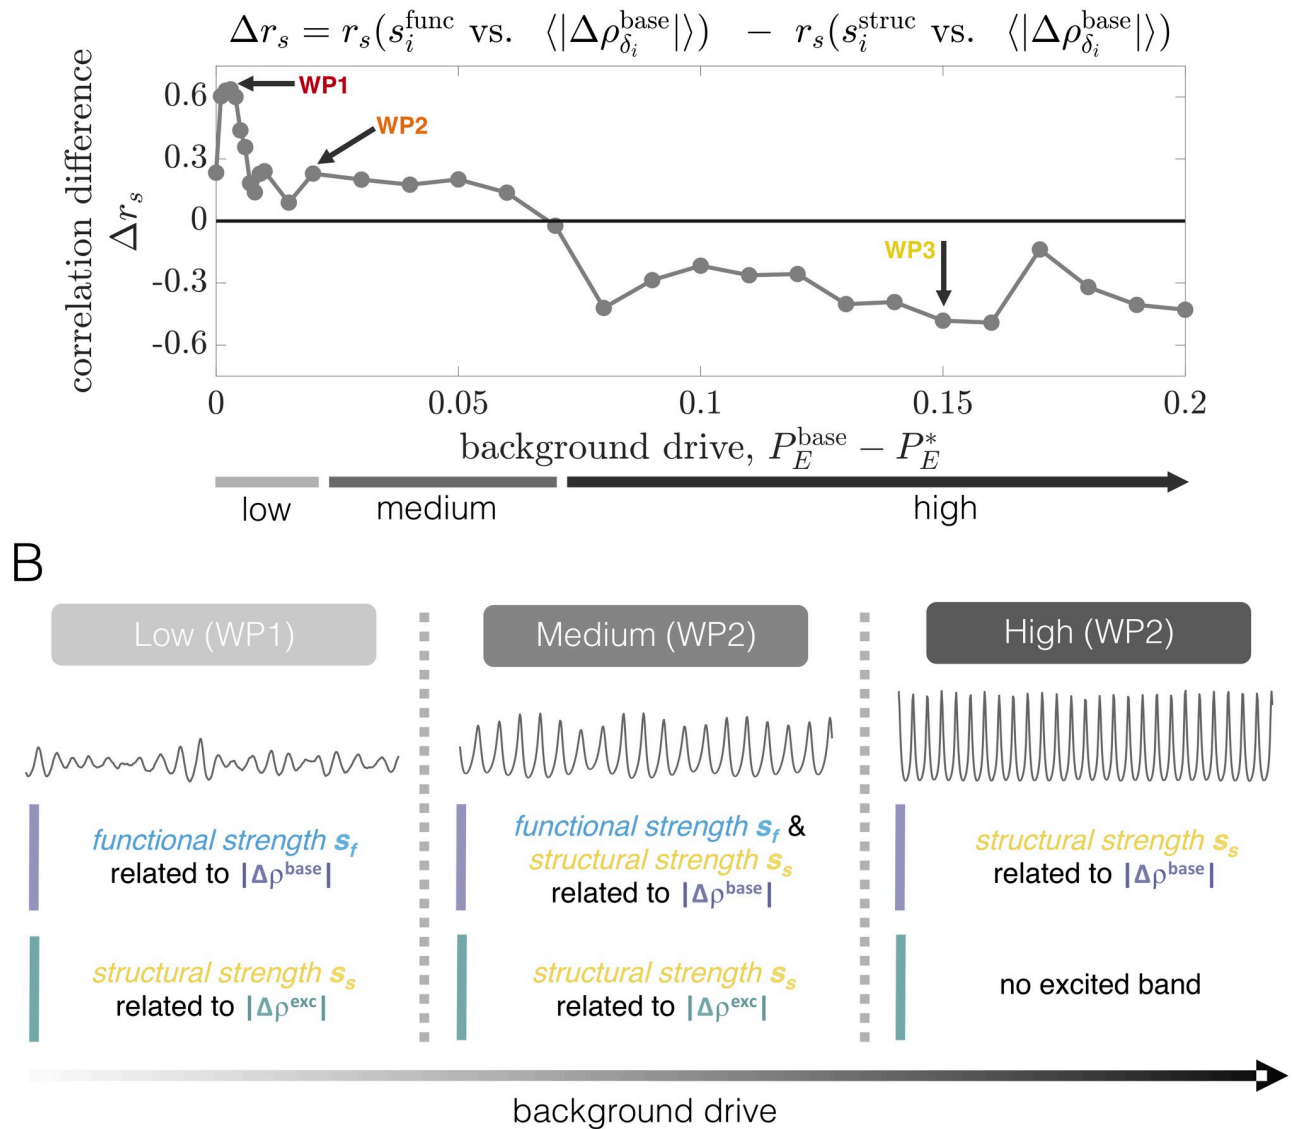 Δr_s = r_s(s_i^func vs. ⟨|Δρ_δi^base|⟩) − r_s(s_i^struc vs. ⟨|Δρ_δi^base|⟩)
correlation difference
Δr_s
0.6
0.3
0
-0.3
-0.6
WP1
WP2
WP3
0 0.05 0.1 0.15 0.2
background drive, P_E^base − P_E^*
low medium high
B
Low (WP1) Medium (WP2) High (WP2)
functional strength s_f
related to |Δρ^base|
functional strength s_f &
structural strength s_s
related to |Δρ^base|
structural strength s_s
related to |Δρ^base|
structural strength s_s
related to |Δρ^exc|
structural strength s_s
related to |Δρ^exc|
no excited band
background drive